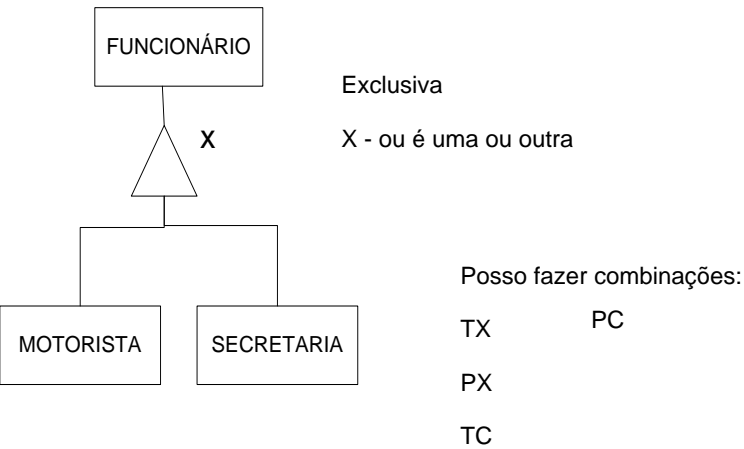 FUNCIONÁRIO
Exclusiva
X
X - ou é uma ou outra
MOTORISTA
SECRETARIA
Posso fazer combinações:
TX
PC
PX
TC